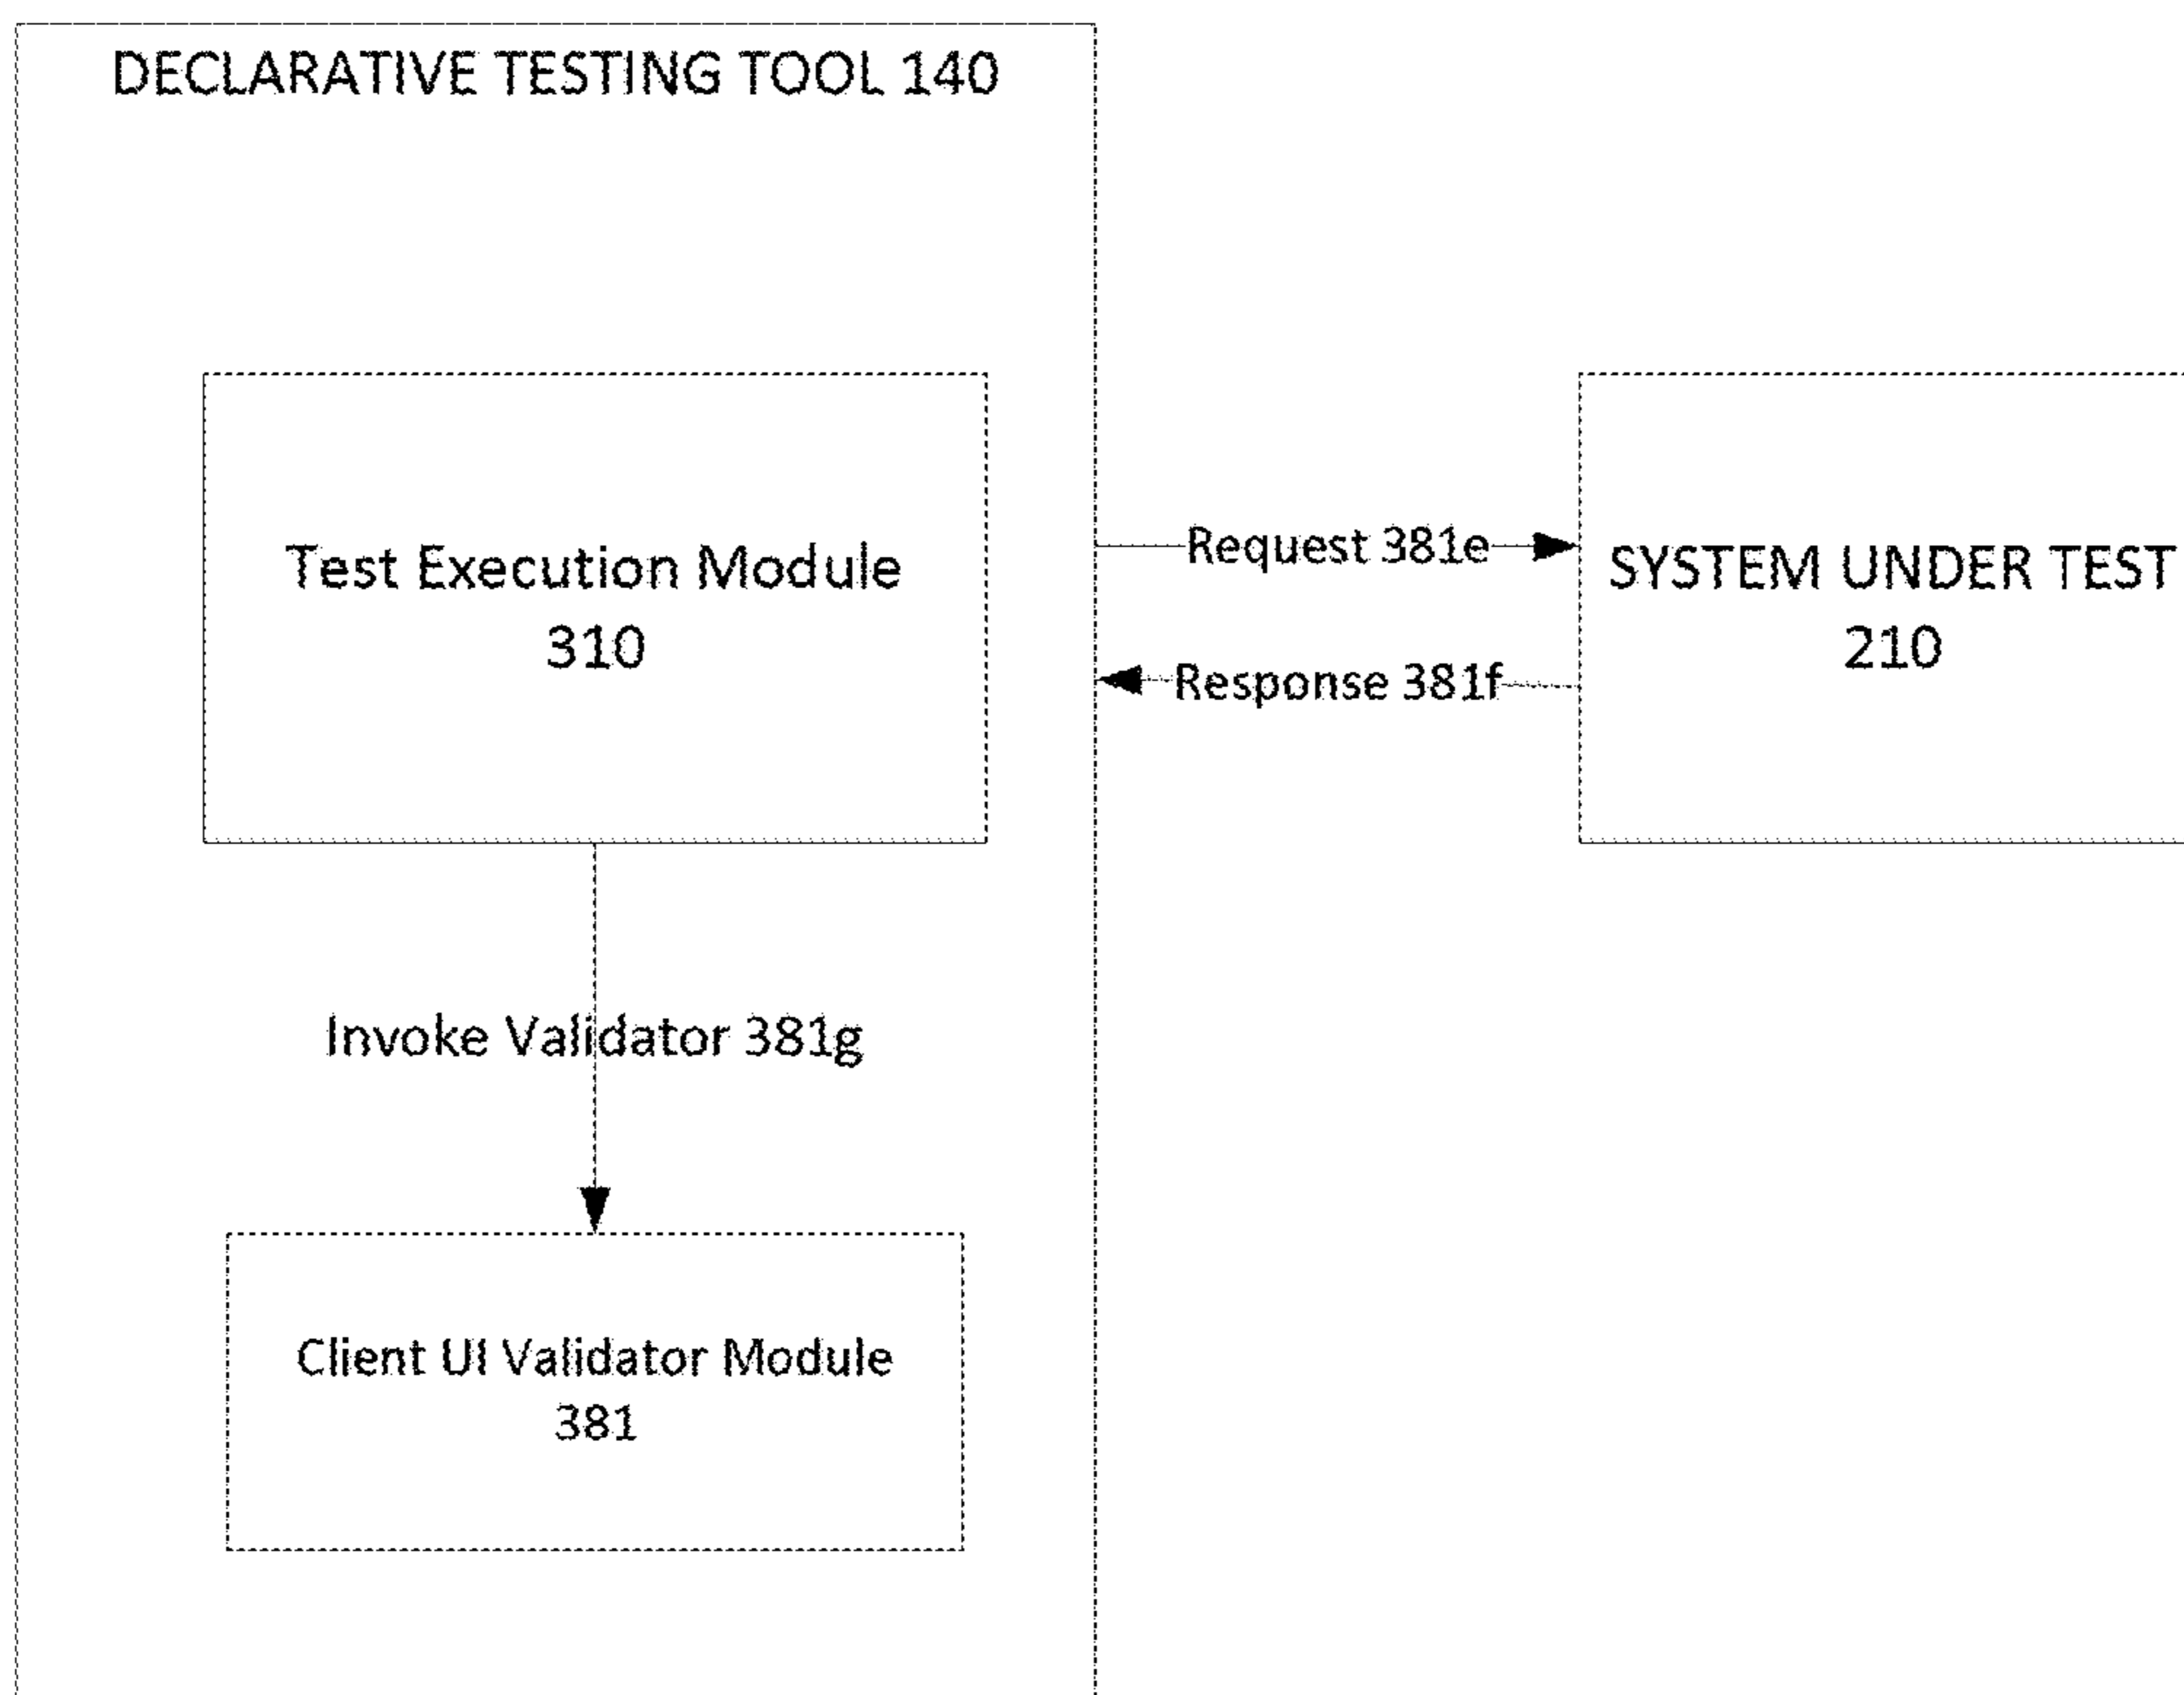 DECLARATIVE TESTING TOOL 140
Test Execution Module
310
Request 381e
Response 381f
SYSTEM UNDER TEST
210
Invoke Validator 381g
Client UI Validator Module
381